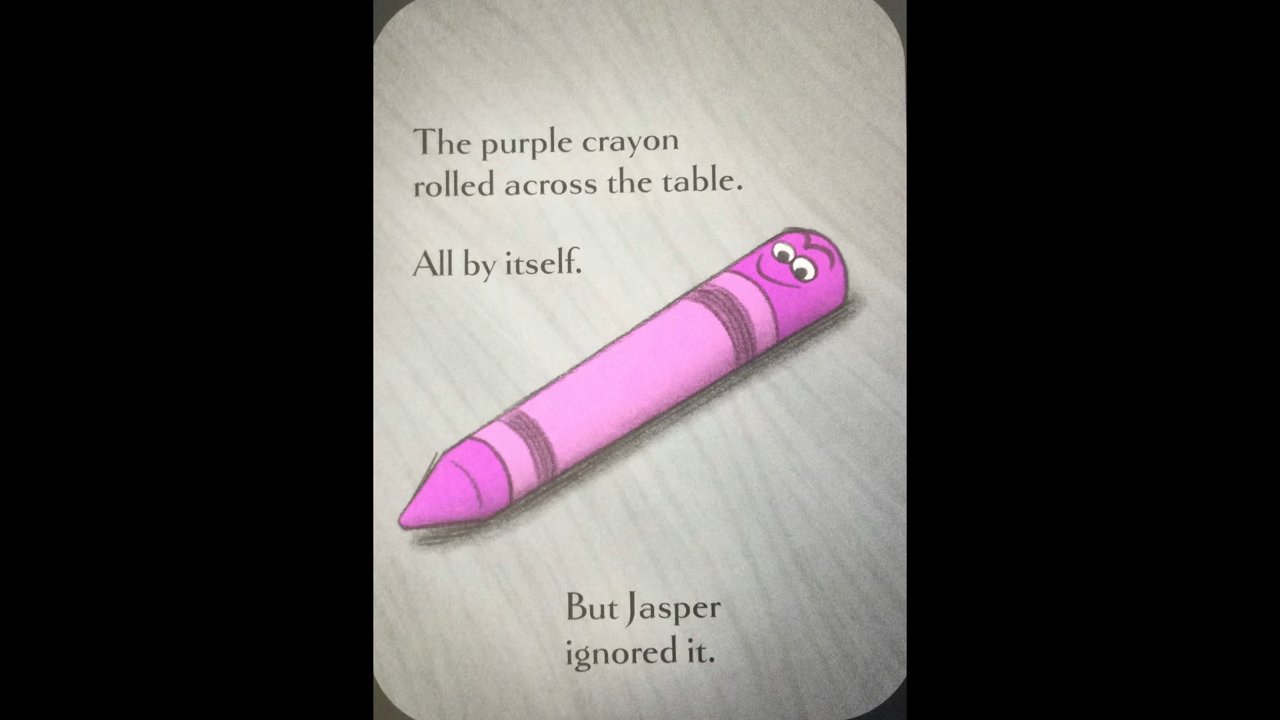 The purple crayon
rolled across the table.
All by itself.
But Jasper
ignored it.